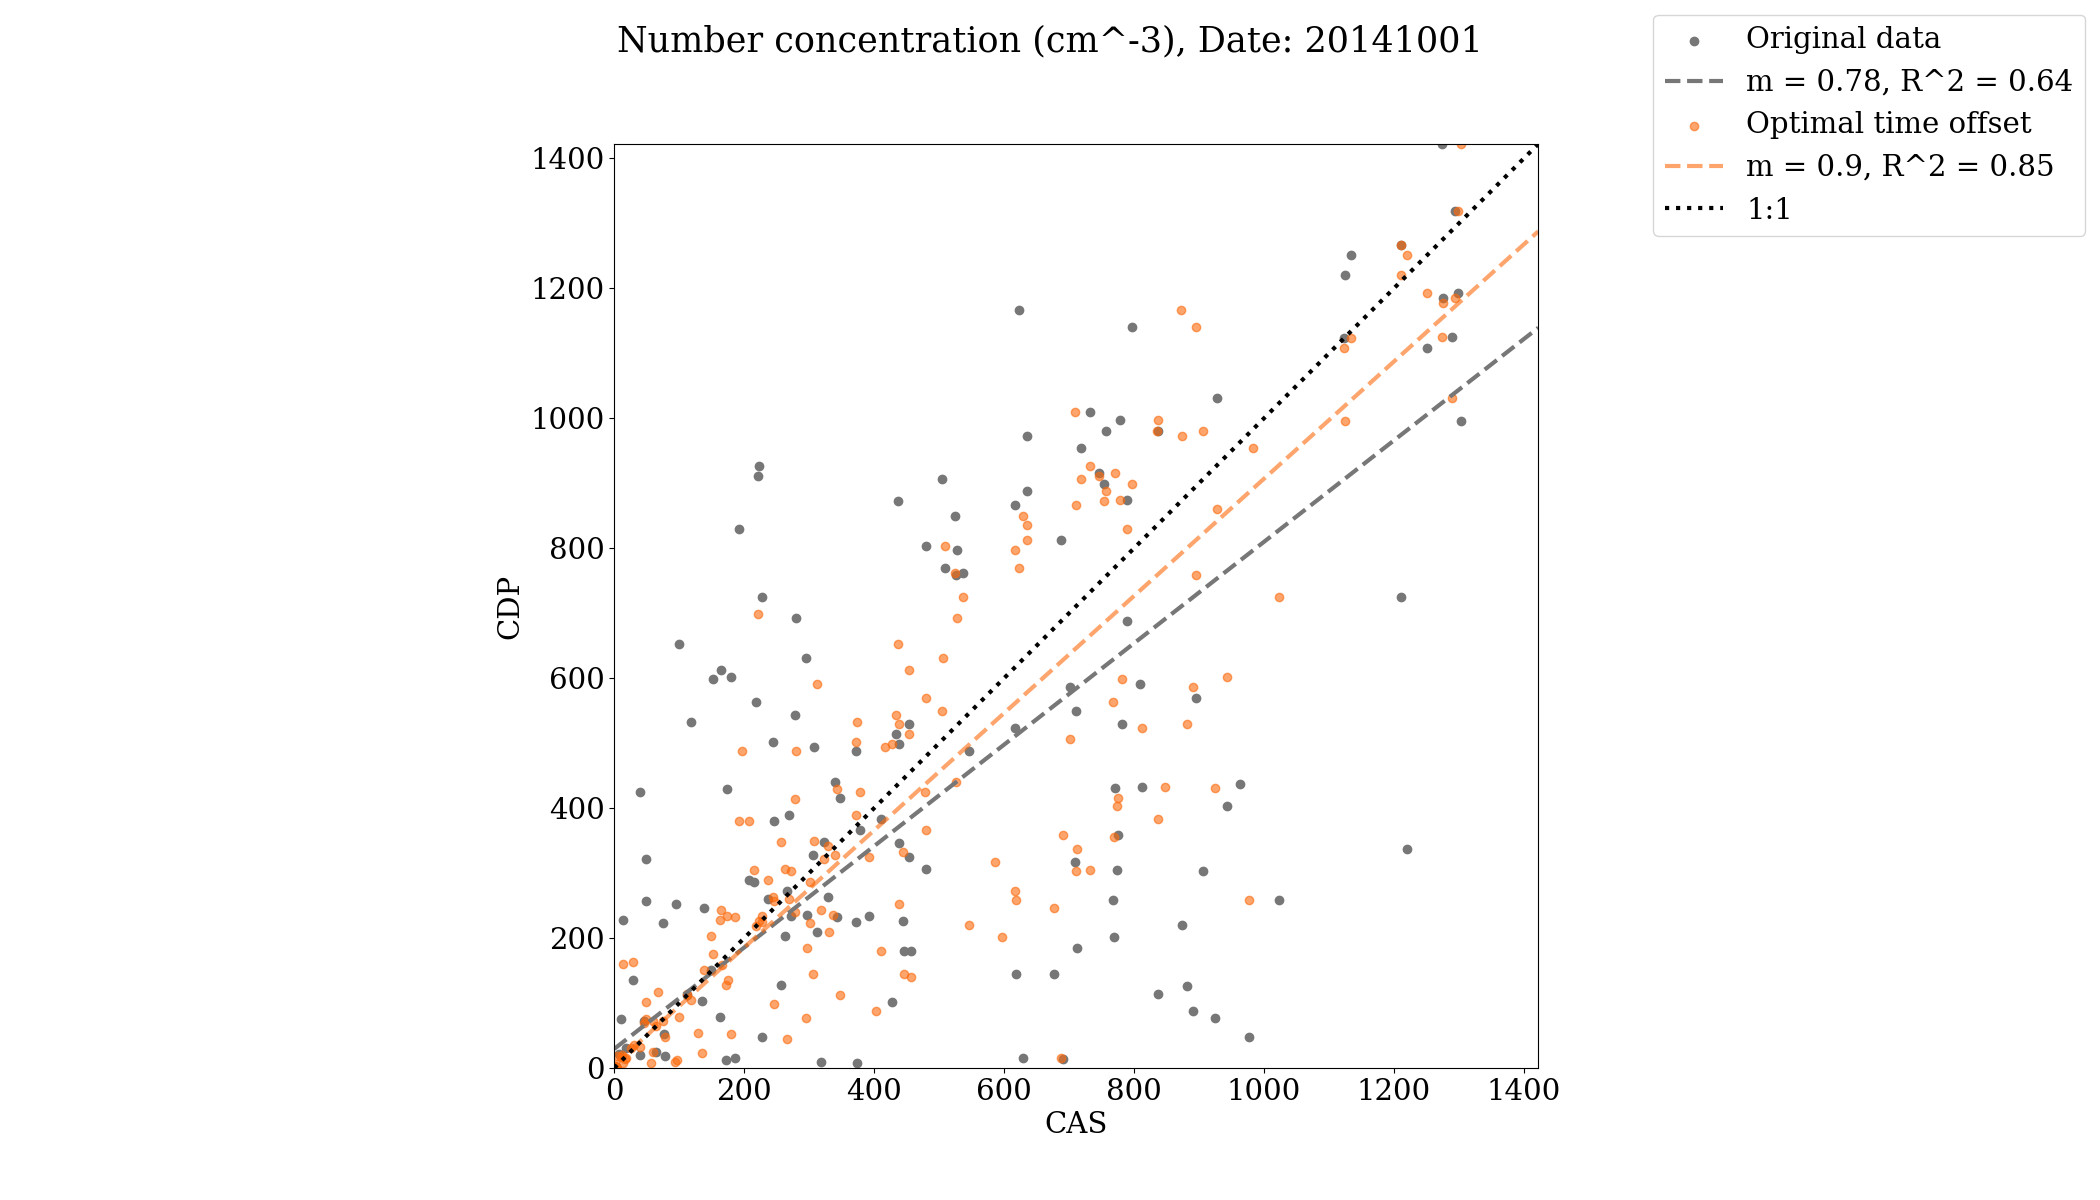 Number concentration (cm^-3), Date: 20141001
Original data
m = 0.78, R^2 = 0.64
Optimal time offset
m = 0.9, R^2 = 0.85
1:1
1400
1200
1000
800
600
400
200
0
CDP
0 200 400 600 800 1000 1200 1400
CAS